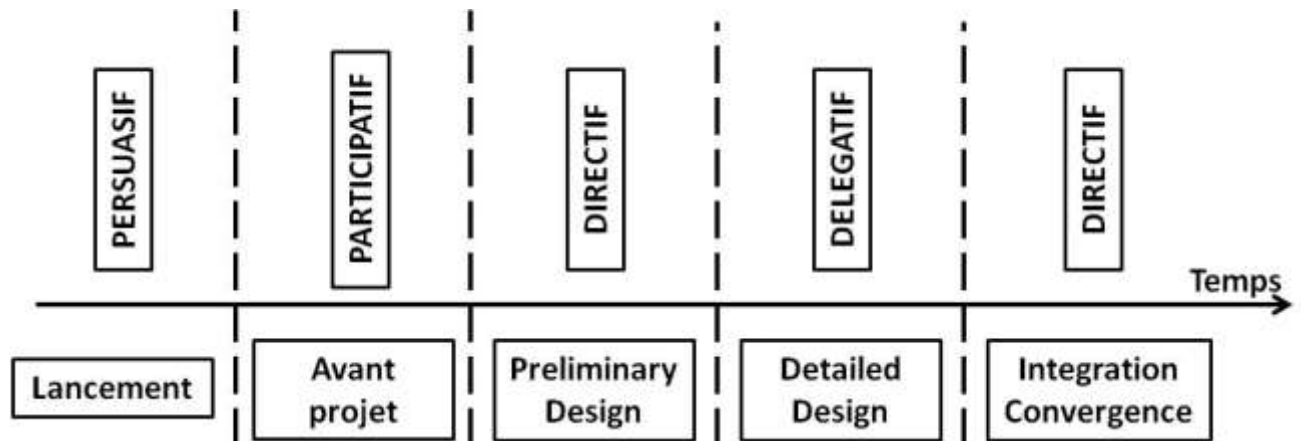 PERSUASIF
PARTICIPATIF
DIRECTIF
DELEGATIF
DIRECTIF
Temps
Lancement
Avant
projet
Preliminary
Design
Detailed
Design
Integration
Convergence